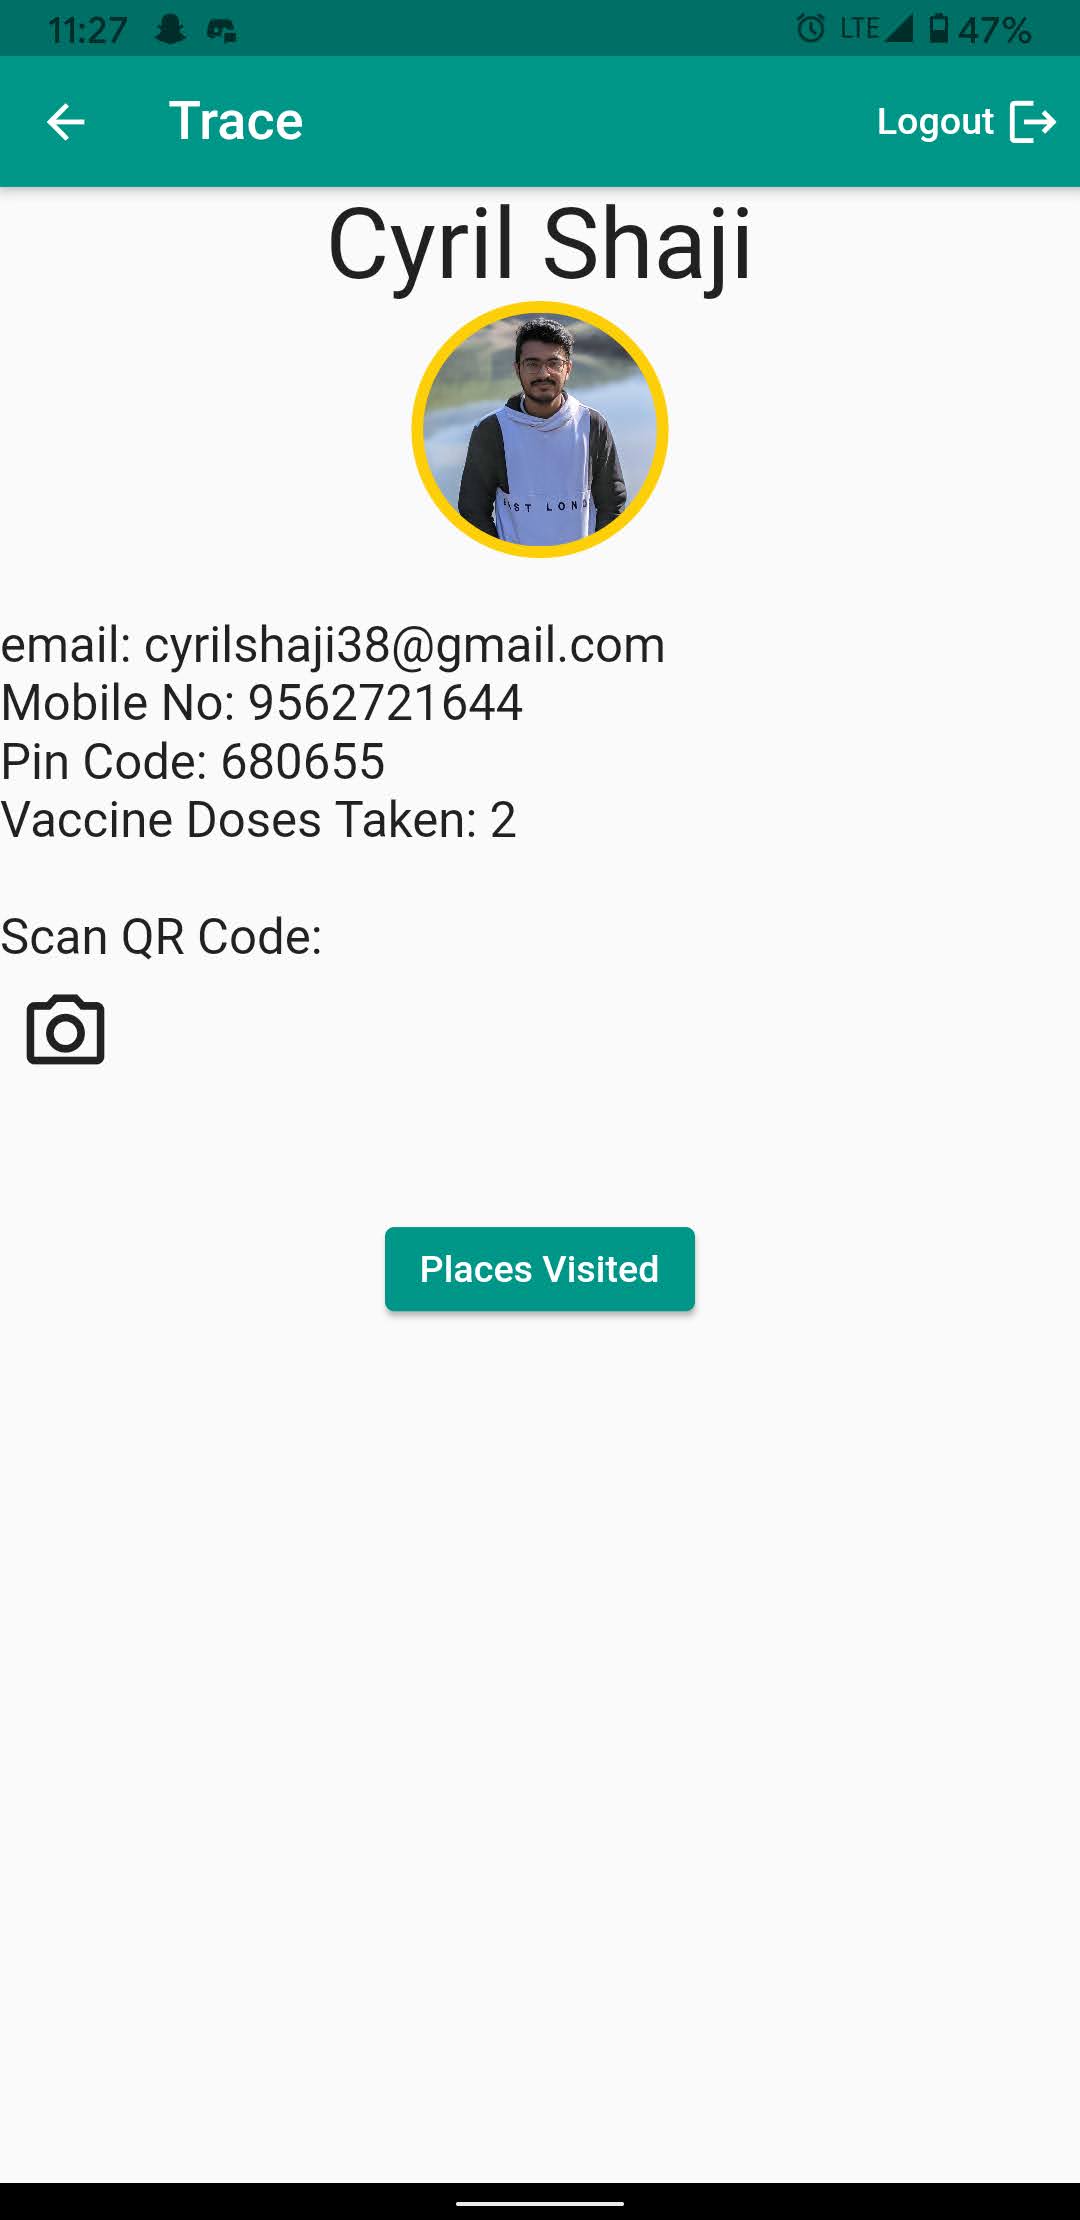 11:27 LTE 47%
Trace Logout
Cyril Shaji
ST LON
email: cyrilshaji38@gmail.com
Mobile No: 9562721644
Pin Code: 680655
Vaccine Doses Taken: 2
Scan QR Code:
Places Visited